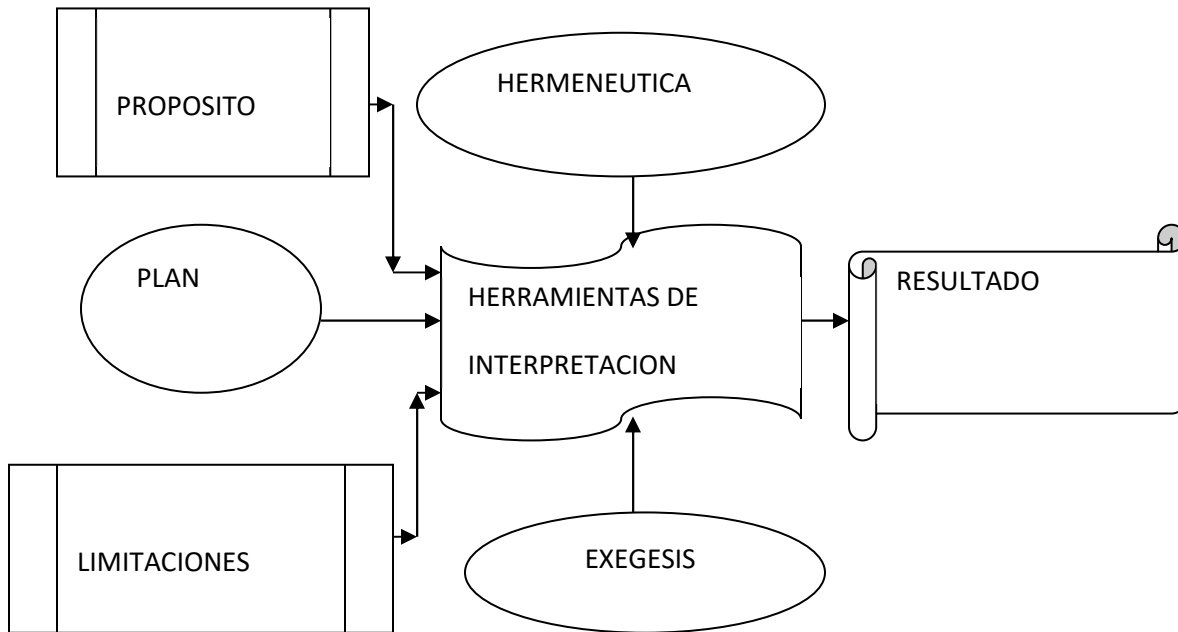 PROPOSITO
HERMENEUTICA
PLAN
HERRAMIENTAS DE
INTERPRETACION
RESULTADO
LIMITACIONES
EXEGESIS